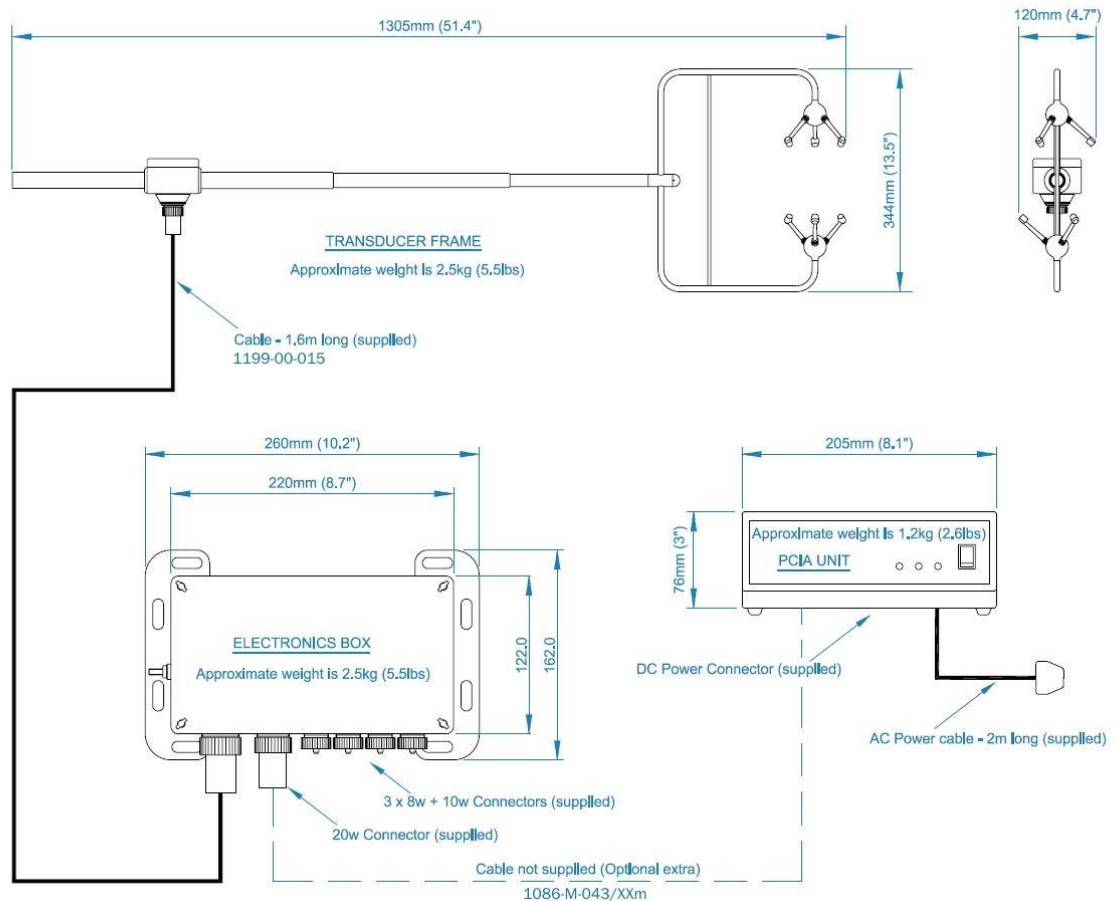 1305mm (51.4")
120mm (4.7")
344mm (13.5")
TRANSDUCER FRAME
Approximate weight is 2.5kg (5.5lbs)
Cable - 1.6m long (supplied)
1199-00-015
260mm (10.2")
220mm (8.7")
205mm (8.1")
76mm (3")
Approximate weight is 1.2kg (2.6lbs)
PCIA UNIT
ELECTRONICS BOX
Approximate weight is 2.5kg (5.5lbs)
122.0
162.0
DC Power Connector (supplied)
AC Power cable - 2m long (supplied)
3 x 8w + 10w Connectors (supplied)
20w Connector (supplied)
Cable not supplied (Optional extra)
1086-M-043/XXm